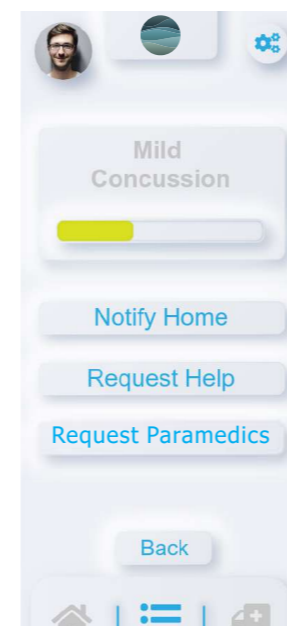 Mild
Concussion
Notify Home
Request Help
Request Paramedics
Back